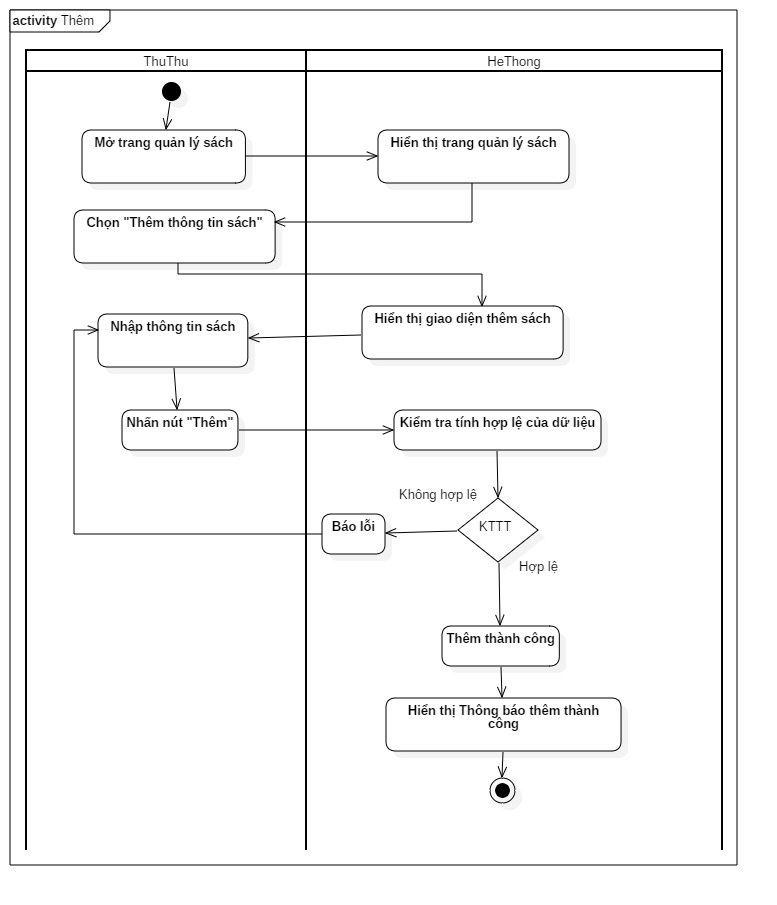 activity Thêm
ThuThu
HeThong
Mở trang quản lý sách
Hiển thị trang quản lý sách
Chọn "Thêm thông tin sách"
Hiển thị giao diện thêm sách
Nhập thông tin sách
Nhấn nút "Thêm"
Kiểm tra tính hợp lệ của dữ liệu
Không hợp lệ
KTTT
Báo lỗi
Hợp lệ
Thêm thành công
Hiển thị Thông báo thêm thành
công